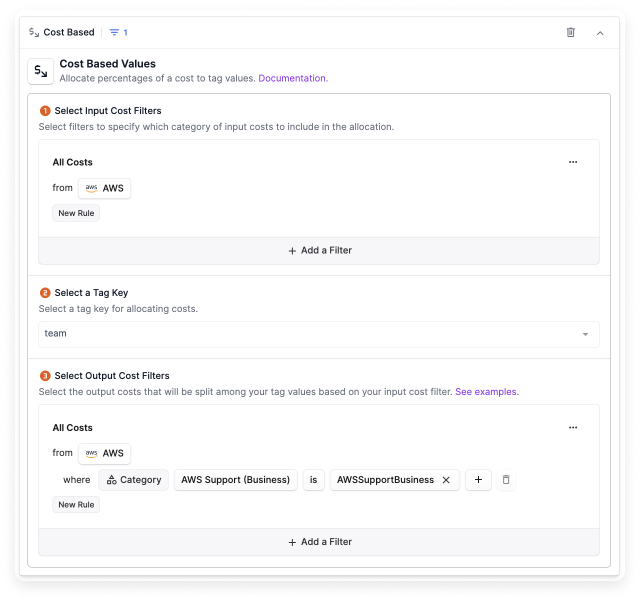 Cost Based 1
Cost Based Values
Allocate percentages of a cost to tag values. Documentation.
1 Select Input Cost Filters
Select filters to specify which category of input costs to include in the allocation.
All Costs
from aws AWS
New Rule
+ Add a Filter
2 Select a Tag Key
Select a tag key for allocating costs.
team
3 Select Output Cost Filters
Select the output costs that will be split among your tag values based on your input cost filter. See examples.
All Costs
from aws AWS
where Category AWS Support (Business) is AWSSupportBusiness
New Rule
+ Add a Filter